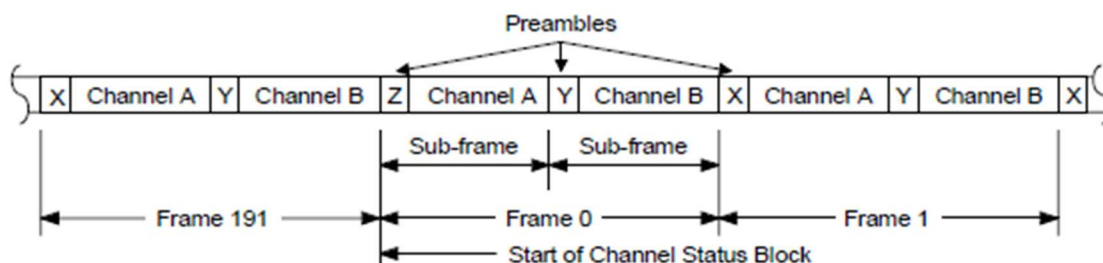 Preambles
X Channel A Y Channel B Z Channel A Y Channel B X Channel A Y Channel B X
Sub-frame Sub-frame
Frame 191 Frame 0 Frame 1
Start of Channel Status Block